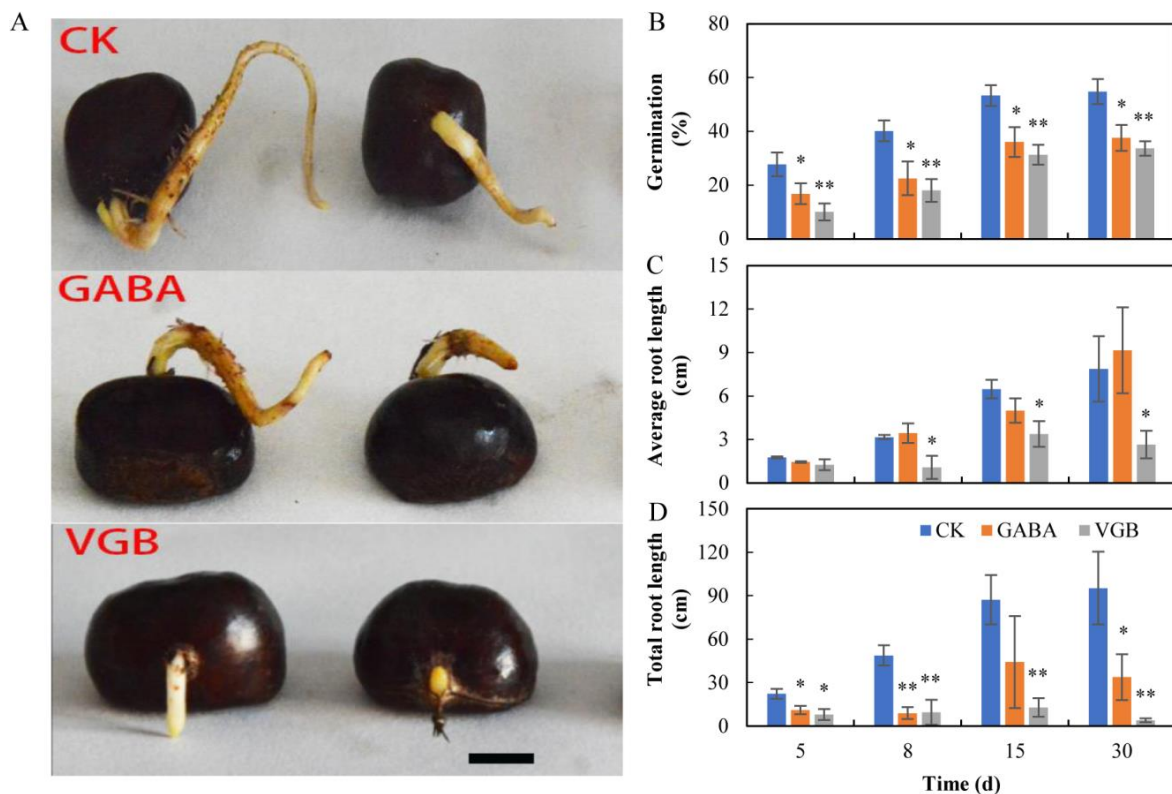 A
CK
GABA
VGB
B
Germination
(%)
80
60
40
20
0
*
**
*
**
*
**
*
**
C
Average root length
(cm)
15
12
9
6
3
0
*
*
*
D
Total root length
(cm)
150
120
90
60
30
0
CK GABA VGB
*
*
**
**
**
*
**
5 8 15 30
Time (d)